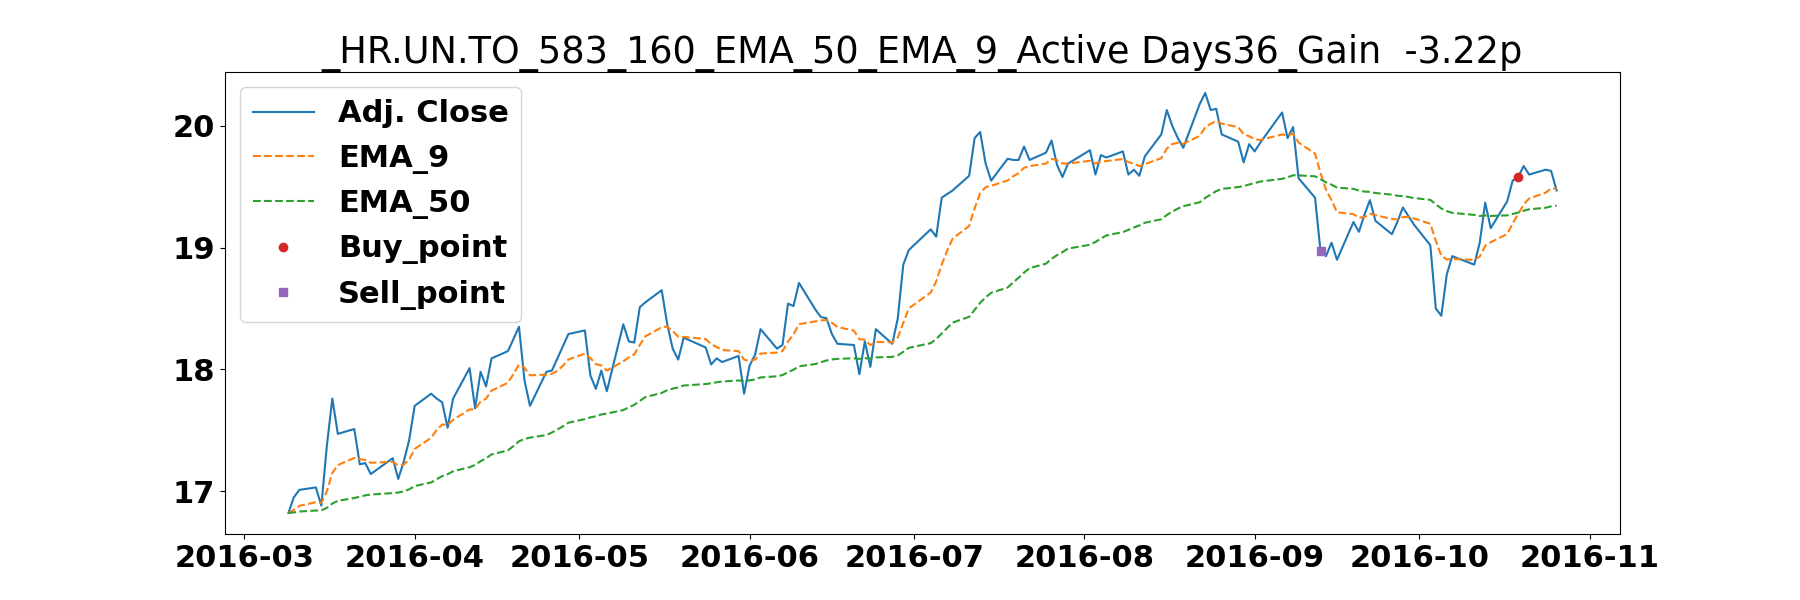 _HR.UN.TO_583_160_EMA_50_EMA_9_Active Days36_Gain  -3.22p
Adj. Close
EMA_9
EMA_50
Buy_point
Sell_point
20
19
18
17
2016-03 2016-04 2016-05 2016-06 2016-07 2016-08 2016-09 2016-10 2016-11